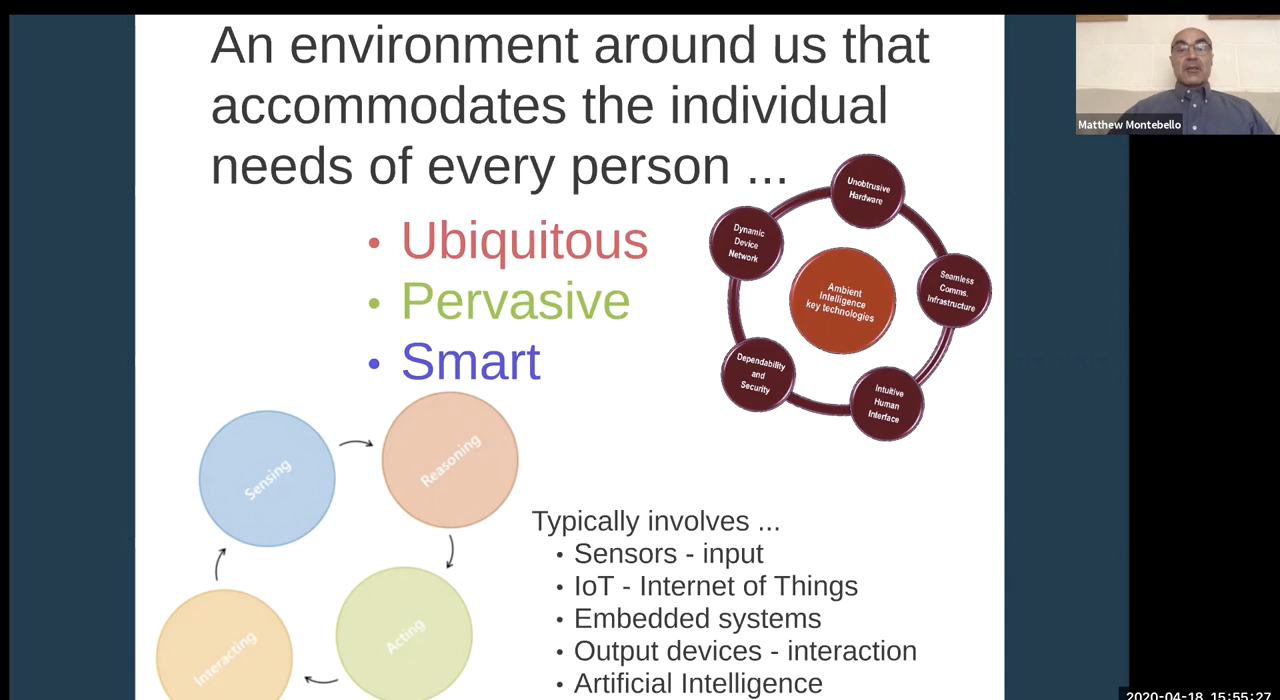 An environment around us that
accommodates the individual
needs of every person ...
• Ubiquitous
• Pervasive
• Smart
Unobtrusive
Hardware
Dynamic
Device
Network
Seamless
Comms.
Infrastructure
Ambient
Intelligence
key technologies
Dependability
and
Security
Intuitive
Human
Interface
Sensing
Reasoning
Acting
Interacting
Typically involves ...
• Sensors - input
• IoT - Internet of Things
• Embedded systems
• Output devices - interaction
• Artificial Intelligence
Matthew Montebello
2020-04-18 15:55:27